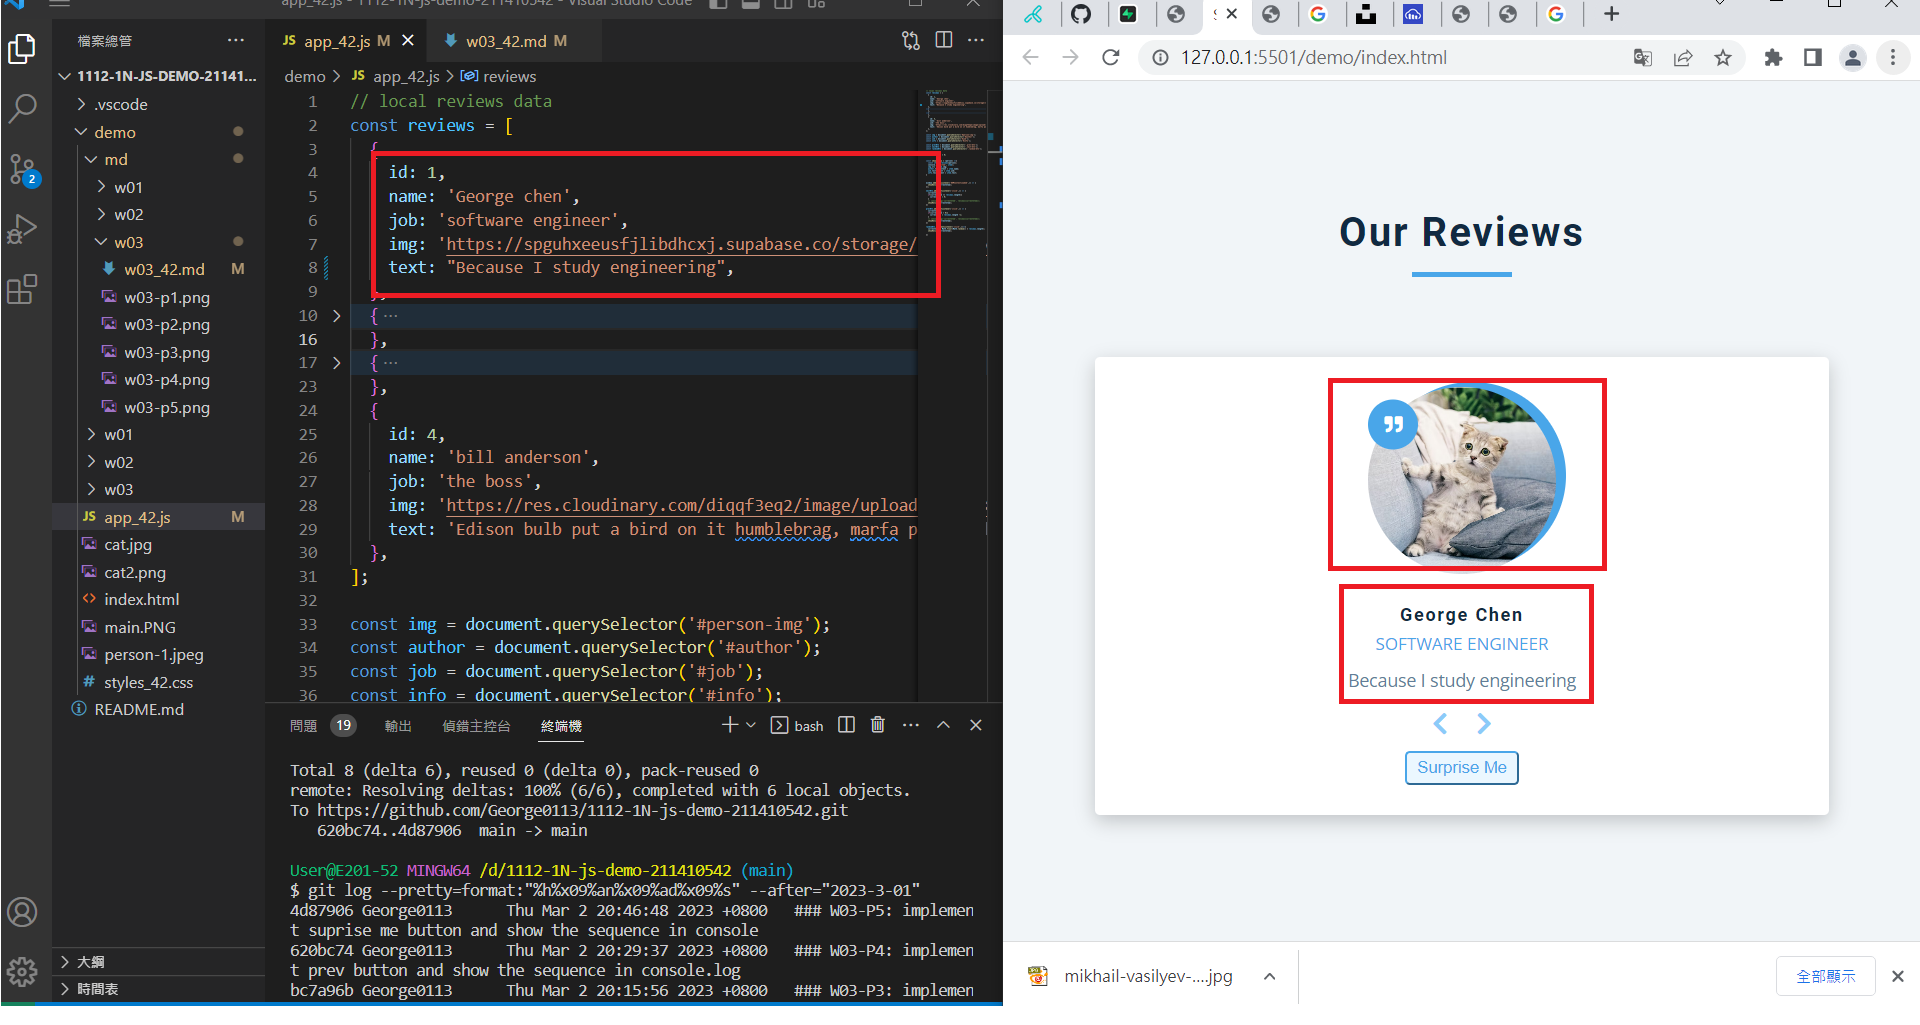 app_42.js - 1112-1N-js-demo-211410542 - Visual Studio Code
檔案總管
1112-1N-JS-DEMO-21141...
.vscode
demo
md
w01
w02
w03
w03_42.md M
w03-p1.png
w03-p2.png
w03-p3.png
w03-p4.png
w03-p5.png
w01
w02
w03
JS app_42.js M
cat.jpg
cat2.png
index.html
main.PNG
person-1.jpeg
# styles_42.css
README.md
大綱
時間表
2
JS app_42.js M
w03_42.md M
demo > JS app_42.js > reviews
1 // local reviews data
2 const reviews = [
3 {
4 id: 1,
5 name: 'George chen',
6 job: 'software engineer',
7 img: 'https://spguhxeeusfjlibdhcxj.supabase.co/storage/
8 text: "Because I study engineering",
9 },
10 { ...
16 },
17 { ...
23 },
24 {
25 id: 4,
26 name: 'bill anderson',
27 job: 'the boss',
28 img: 'https://res.cloudinary.com/diqqf3eq2/image/upload
29 text: 'Edison bulb put a bird on it humblebrag, marfa p
30 },
31 ];
32
33 const img = document.querySelector('#person-img');
34 const author = document.querySelector('#author');
35 const job = document.querySelector('#job');
36 const info = document.querySelector('#info');
問題 19 輸出 偵錯主控台 終端機 bash
Total 8 (delta 6), reused 0 (delta 0), pack-reused 0
remote: Resolving deltas: 100% (6/6), completed with 6 local objects.
To https://github.com/George0113/1112-1N-js-demo-211410542.git
620bc74..4d87906 main -> main
User@E201-52 MINGW64 /d/1112-1N-js-demo-211410542 (main)
$ git log --pretty=format:"%h%x09%an%x09%ad%x09%s" --after="2023-3-01"
4d87906 George0113 Thu Mar 2 20:46:48 2023 +0800 ### W03-P5: implemen
t suprise me button and show the sequence in console
620bc74 George0113 Thu Mar 2 20:29:37 2023 +0800 ### W03-P4: implemen
t prev button and show the sequence in console.log
bc7a96b George0113 Thu Mar 2 20:15:56 2023 +0800 ### W03-P3: implemen
127.0.0.1:5501/demo/index.html
Our Reviews
George Chen
SOFTWARE ENGINEER
Because I study engineering
Surprise Me
mikhail-vasilyev-....jpg
全部顯示